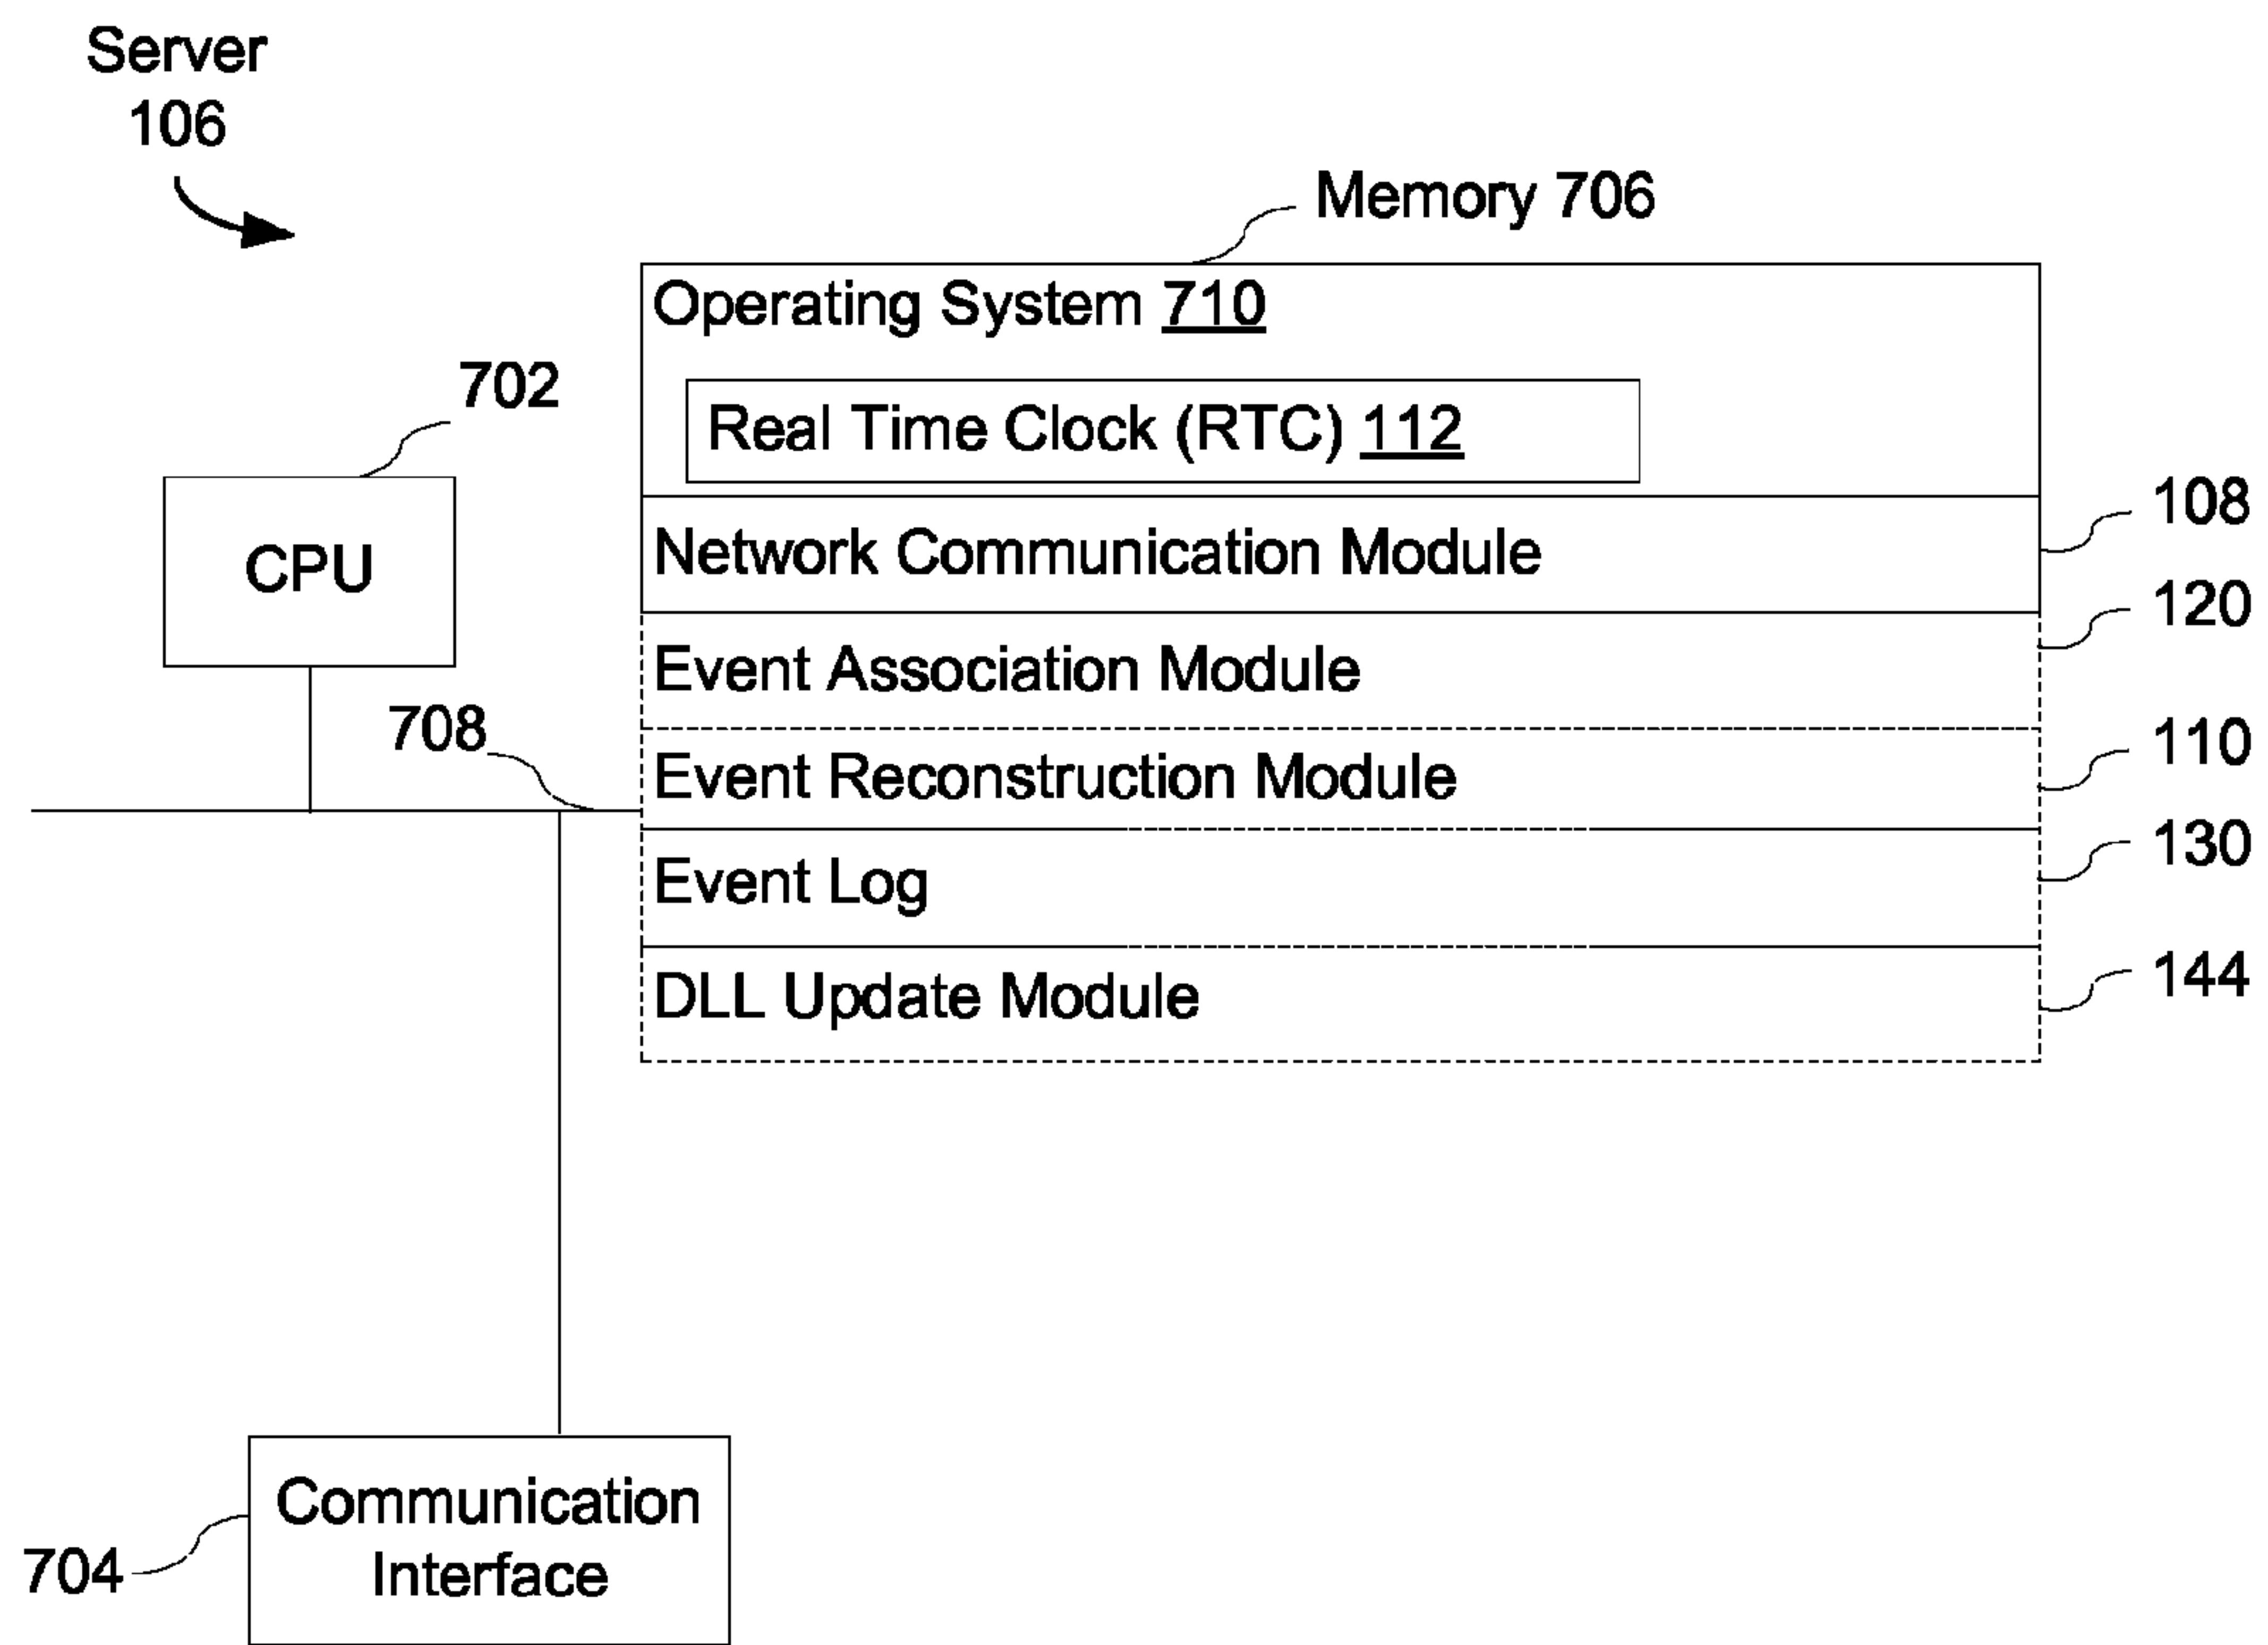 Server
106
Memory 706
Operating System 710
Real Time Clock (RTC) 112
702
CPU
Network Communication Module
108
Event Association Module
120
708
Event Reconstruction Module
110
Event Log
130
DLL Update Module
144
Communication
Interface
704